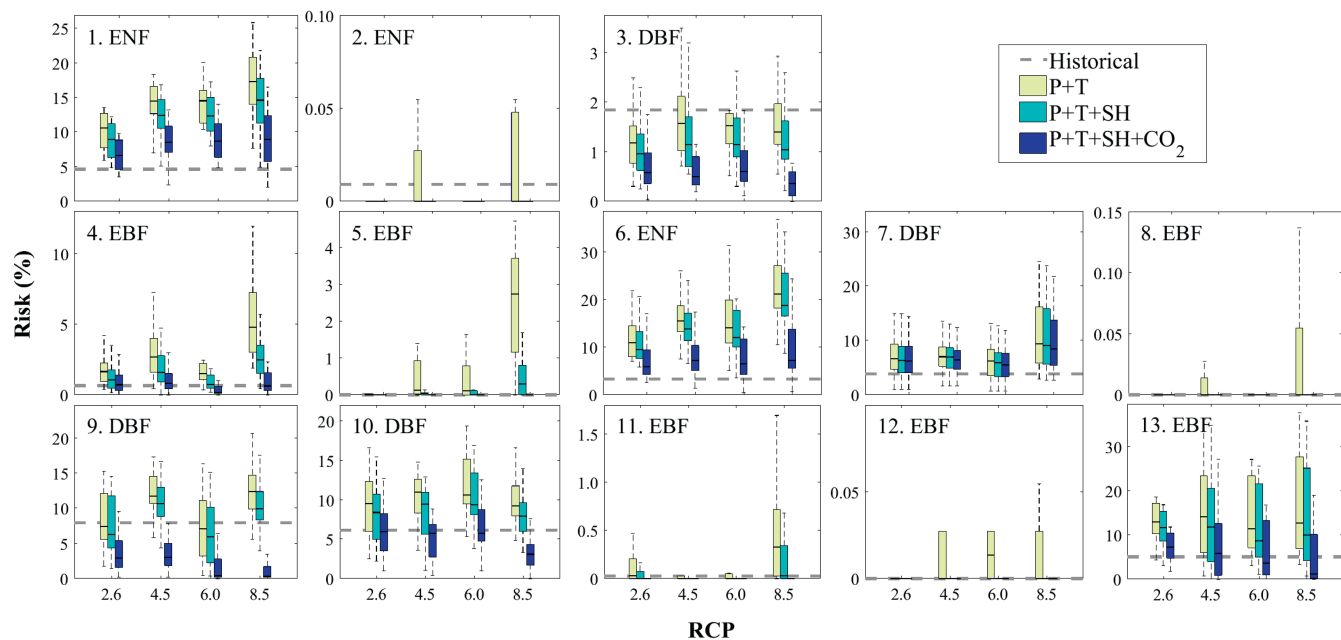 1. ENF
25
20
15
10
5
0
2. ENF
0.10
0.05
0
3. DBF
3
2
1
0
Historical
P+T
P+T+SH
P+T+SH+CO2
Risk (%)
4. EBF
10
5
0
5. EBF
4
3
2
1
0
6. ENF
30
20
10
0
7. DBF
30
20
10
0
8. EBF
0.15
0.10
0.05
0
9. DBF
20
15
10
5
0
2.6 4.5 6.0 8.5
10. DBF
20
15
10
5
0
2.6 4.5 6.0 8.5
11. EBF
1.5
1.0
0.5
0
2.6 4.5 6.0 8.5
12. EBF
0.05
0
2.6 4.5 6.0 8.5
13. EBF
30
20
10
0
2.6 4.5 6.0 8.5
RCP